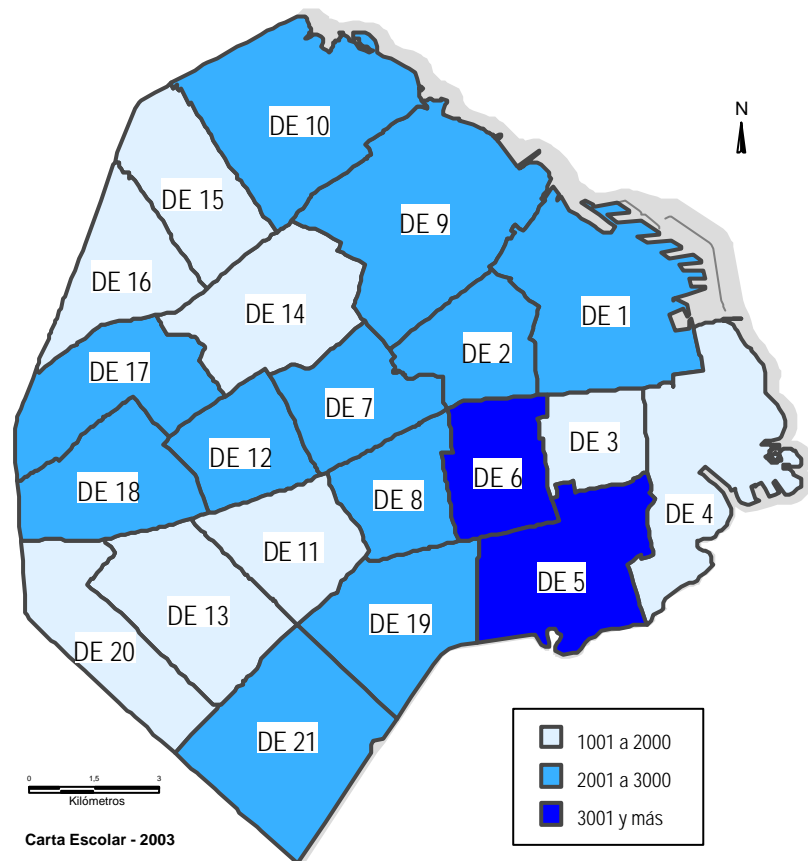 N
DE 10
DE 15
DE 9
DE 16
DE 14
DE 1
DE 2
DE 17
DE 7
DE 3
DE 12
DE 6
DE 18
DE 8
DE 4
DE 11
DE 5
DE 13
DE 19
DE 20
DE 21
1001 a 2000
2001 a 3000
3001 y más
0 1,5 3
Kilómetros
Carta Escolar - 2003